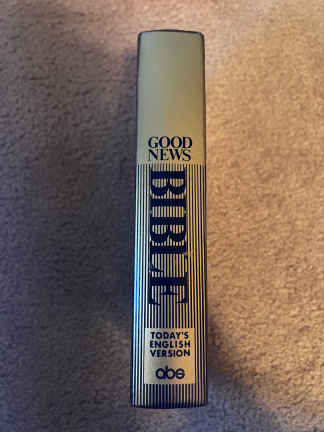 GOOD
NEWS
BIBLE
TODAY'S
ENGLISH
VERSION
abs